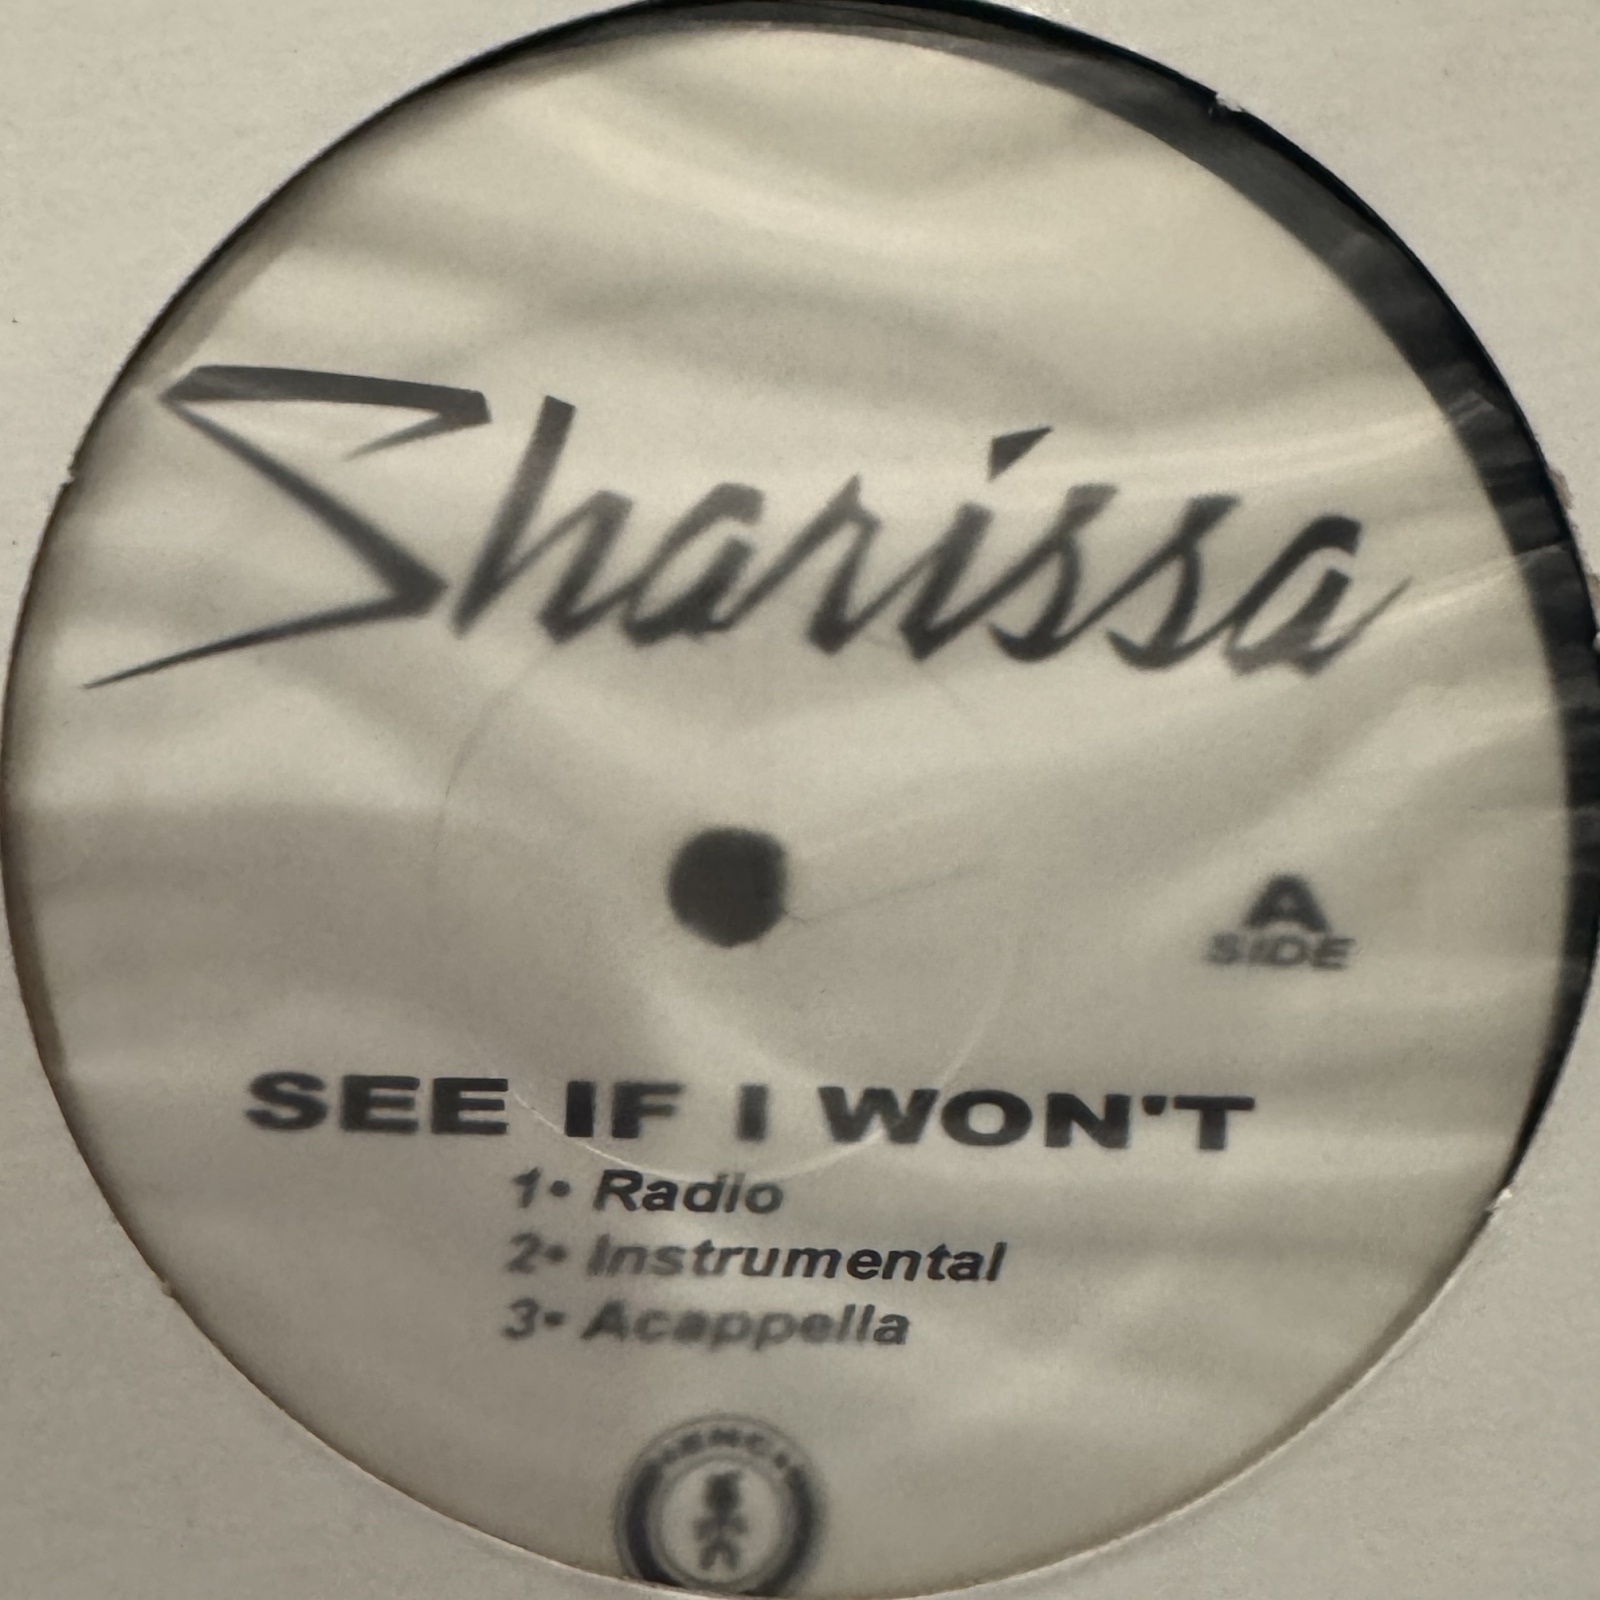 Sharissa
A
SIDE
SEE IF I WON'T
1• Radio
2• Instrumental
3• Acappella